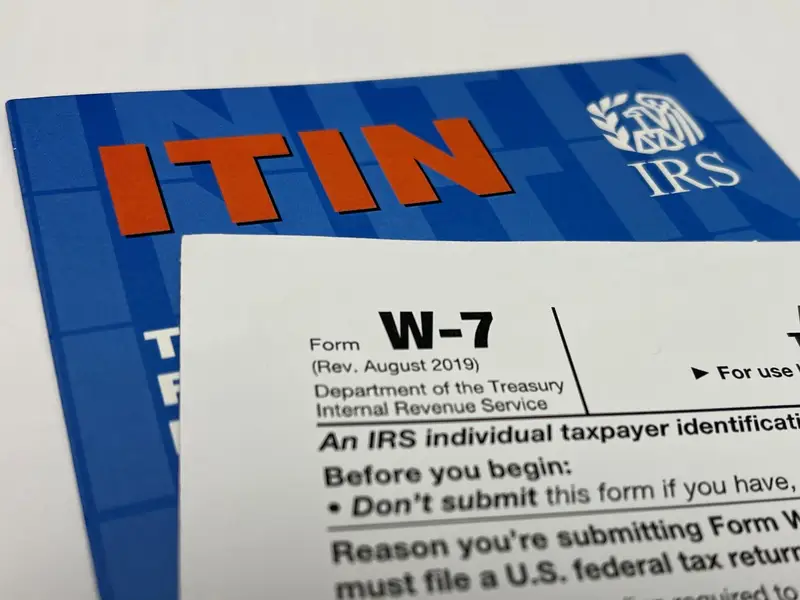 ITIN
IRS
Form W-7
(Rev. August 2019)
Department of the Treasury
Internal Revenue Service
► For use
An IRS individual taxpayer
Before you begin:
• Don't submit this form if you have,
Reason you're submitting Form
must file a U.S. federal tax return